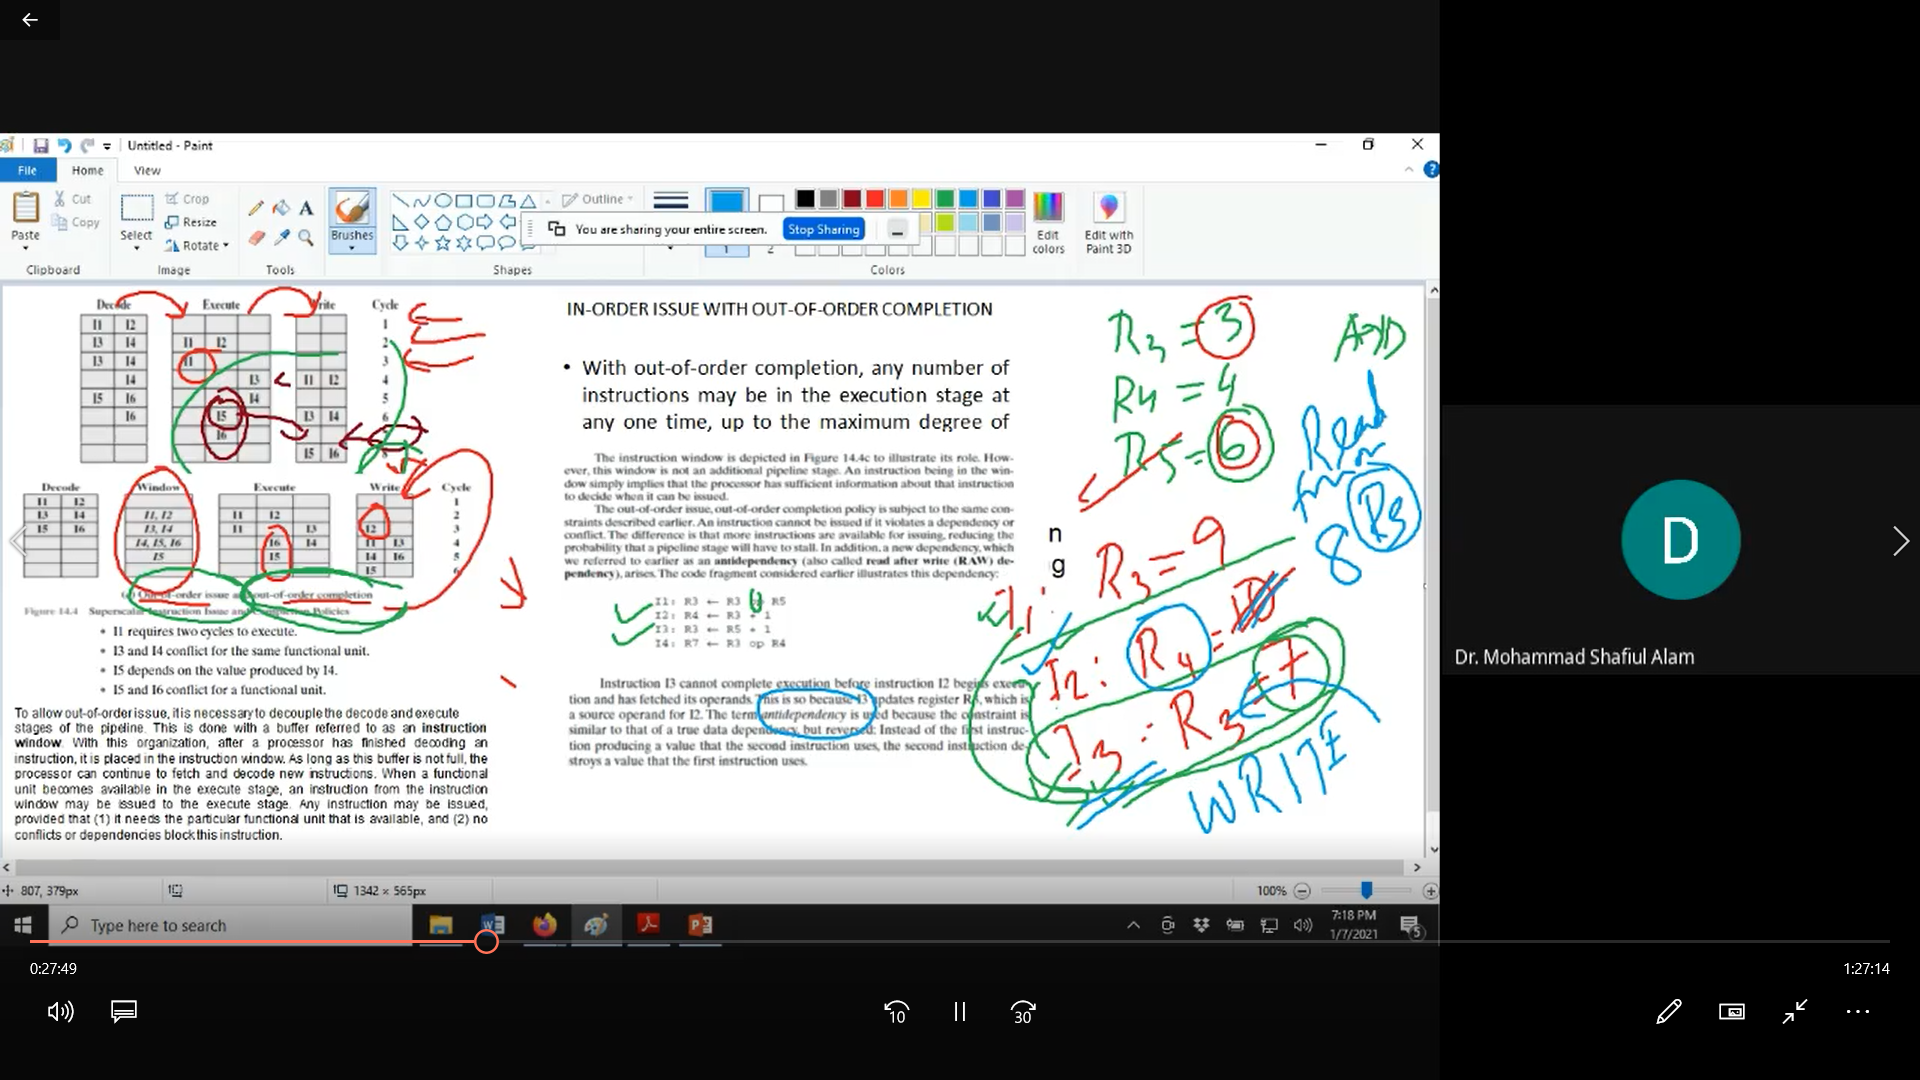 Untitled - Paint
File Home View
Paste Cut Copy Clipboard
Select Crop Resize Rotate Image
Tools
Brushes
Outline
Shapes
You are sharing your entire screen. Stop Sharing
1 2
Edit colors
Edit with Paint 3D
Colors
Decode Execute Write Cycle
I1 I2 1
I3 I4 I1 I2 2
I3 I4 I1 3
I4 I3 I1 I2 4
I5 I6 I4 5
I6 I5 I3 I4 6
I6
I5 I6 8
Decode Window Execute Write Cycle
I1 I2 1
I3 I4 I1, I2 I1 I2 2
I5 I6 I3, I4 I1 I3 I2 3
I4, I5, I6 I6 I4 I1 I3 4
I5 I5 I4 I6 5
I5 6
Out-of-order issue and out-of-order completion
Figure 14.4 Superscalar Instruction Issue and Completion Policies
• I1 requires two cycles to execute.
• I3 and I4 conflict for the same functional unit.
• I5 depends on the value produced by I4.
• I5 and I6 conflict for a functional unit.
To allow out-of-order issue, it is necessary to decouple the decode and execute
stages of the pipeline. This is done with a buffer referred to as an instruction
window. With this organization, after a processor has finished decoding an
instruction, it is placed in the instruction window. As long as this buffer is not full, the
processor can continue to fetch and decode new instructions. When a functional
unit becomes available in the execute stage, an instruction from the instruction
window may be issued to the execute stage. Any instruction may be issued,
provided that (1) it needs the particular functional unit that is available, and (2) no
conflicts or dependencies block this instruction.
IN-ORDER ISSUE WITH OUT-OF-ORDER COMPLETION
• With out-of-order completion, any number of
instructions may be in the execution stage at
any one time, up to the maximum degree of
The instruction window is depicted in Figure 14.4c to illustrate its role. How-
ever, this window is not an additional pipeline stage. An instruction being in the win-
dow simply implies that the processor has sufficient information about that instruction
to decide when it can be issued.
The out-of-order issue, out-of-order completion policy is subject to the same con-
straints described earlier. An instruction cannot be issued if it violates a dependency or
conflict. The difference is that more instructions are available for issuing, reducing the
probability that a pipeline stage will have to stall. In addition, a new dependency, which
we referred to earlier as an antidependency (also called read after write (RAW) de-
pendency), arises. The code fragment considered earlier illustrates this dependency:
I1: R3 ← R3 op R5
I2: R4 ← R3 + 1
I3: R3 ← R5 + 1
I4: R7 ← R3 op R4
Instruction I3 cannot complete execution before instruction I2 begins execu-
tion and has fetched its operands. This is so because I3 updates register R3, which is
a source operand for I2. The term antidependency is used because the constraint is
similar to that of a true data dependency, but reversed: Instead of the first instruc-
tion producing a value that the second instruction uses, the second instruction de-
stroys a value that the first instruction uses.
n
g
R3 = 3
R4 = 4
R5 = 6
ADD
Read
from
R3
8
I1: R3 = 9
I2: R4 = 10
I3: R3 = 7
WRITE
807, 379px
1342 × 565px
100%
Type here to search
7:18 PM
1/7/2021
5
D
Dr. Mohammad Shafiul Alam
0:27:49
1:27:14
10
30